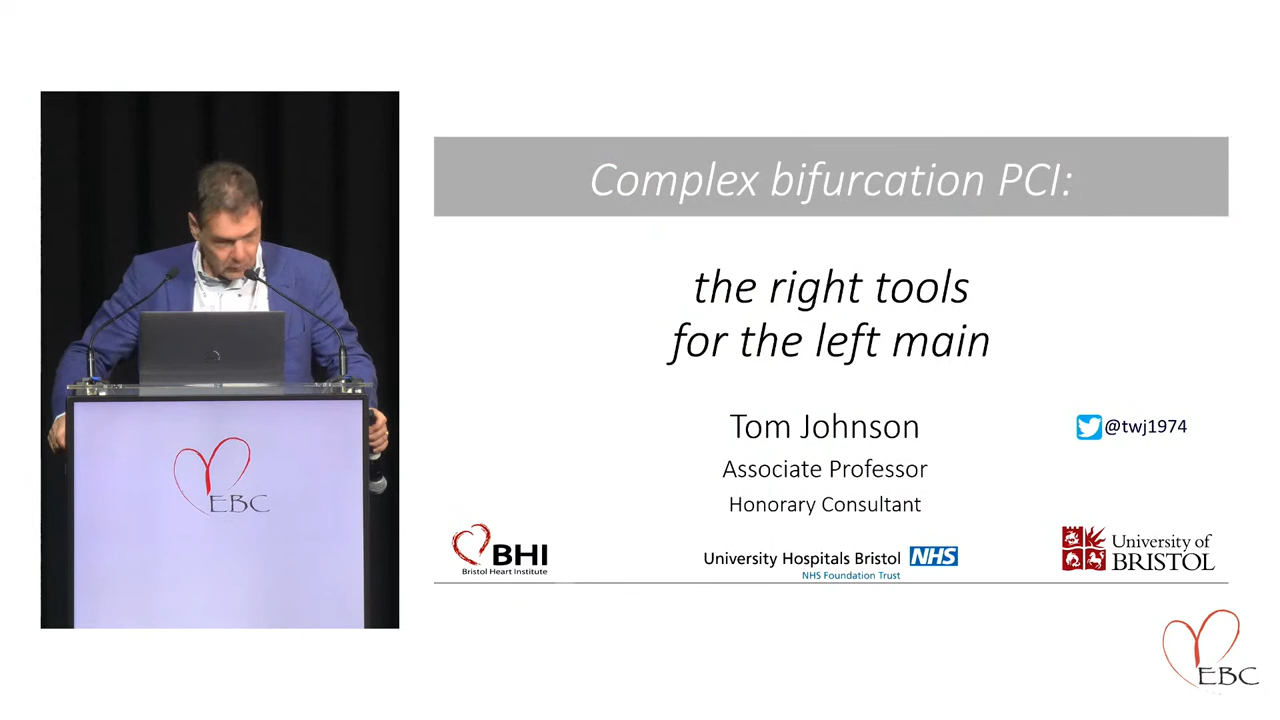 Complex bifurcation PCI:
the right tools
for the left main
Tom Johnson
@twj1974
Associate Professor
Honorary Consultant
BHI
Bristol Heart Institute
University Hospitals Bristol NHS
NHS Foundation Trust
University of
BRISTOL
EBC
EBC